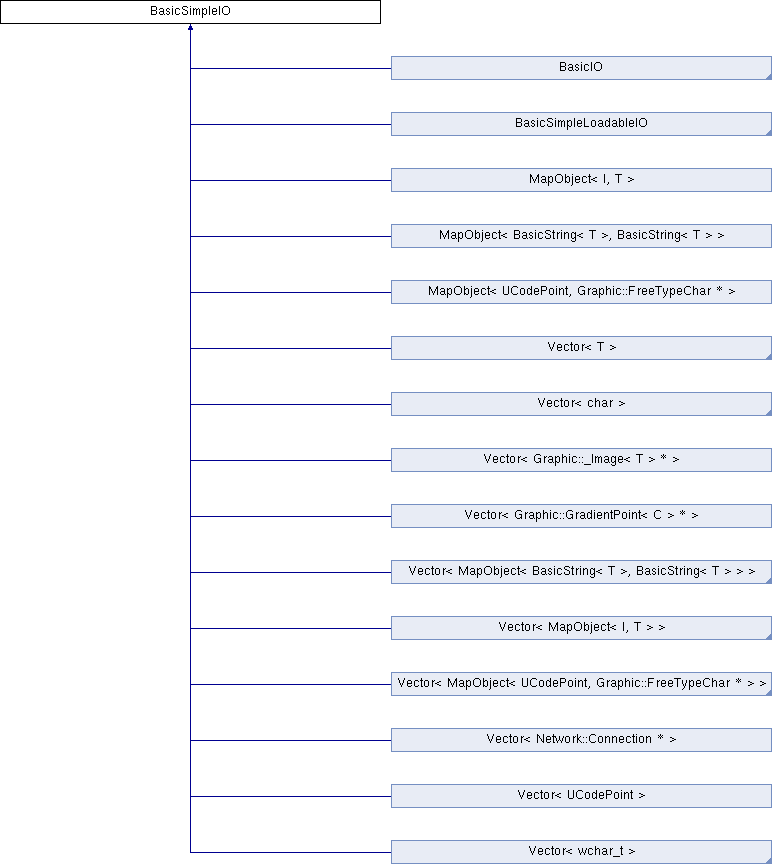 BasicSimpleIO
BasicIO
BasicSimpleLoadableIO
MapObject< I, T >
MapObject< BasicString< T >, BasicString< T > >
MapObject< UCodePoint, Graphic::FreeTypeChar * >
Vector< T >
Vector< char >
Vector< Graphic::_Image< T > * >
Vector< Graphic::GradientPoint< C > * >
Vector< MapObject< BasicString< T >, BasicString< T > > >
Vector< MapObject< I, T > >
Vector< MapObject< UCodePoint, Graphic::FreeTypeChar * > >
Vector< Network::Connection * >
Vector< UCodePoint >
Vector< wchar_t >